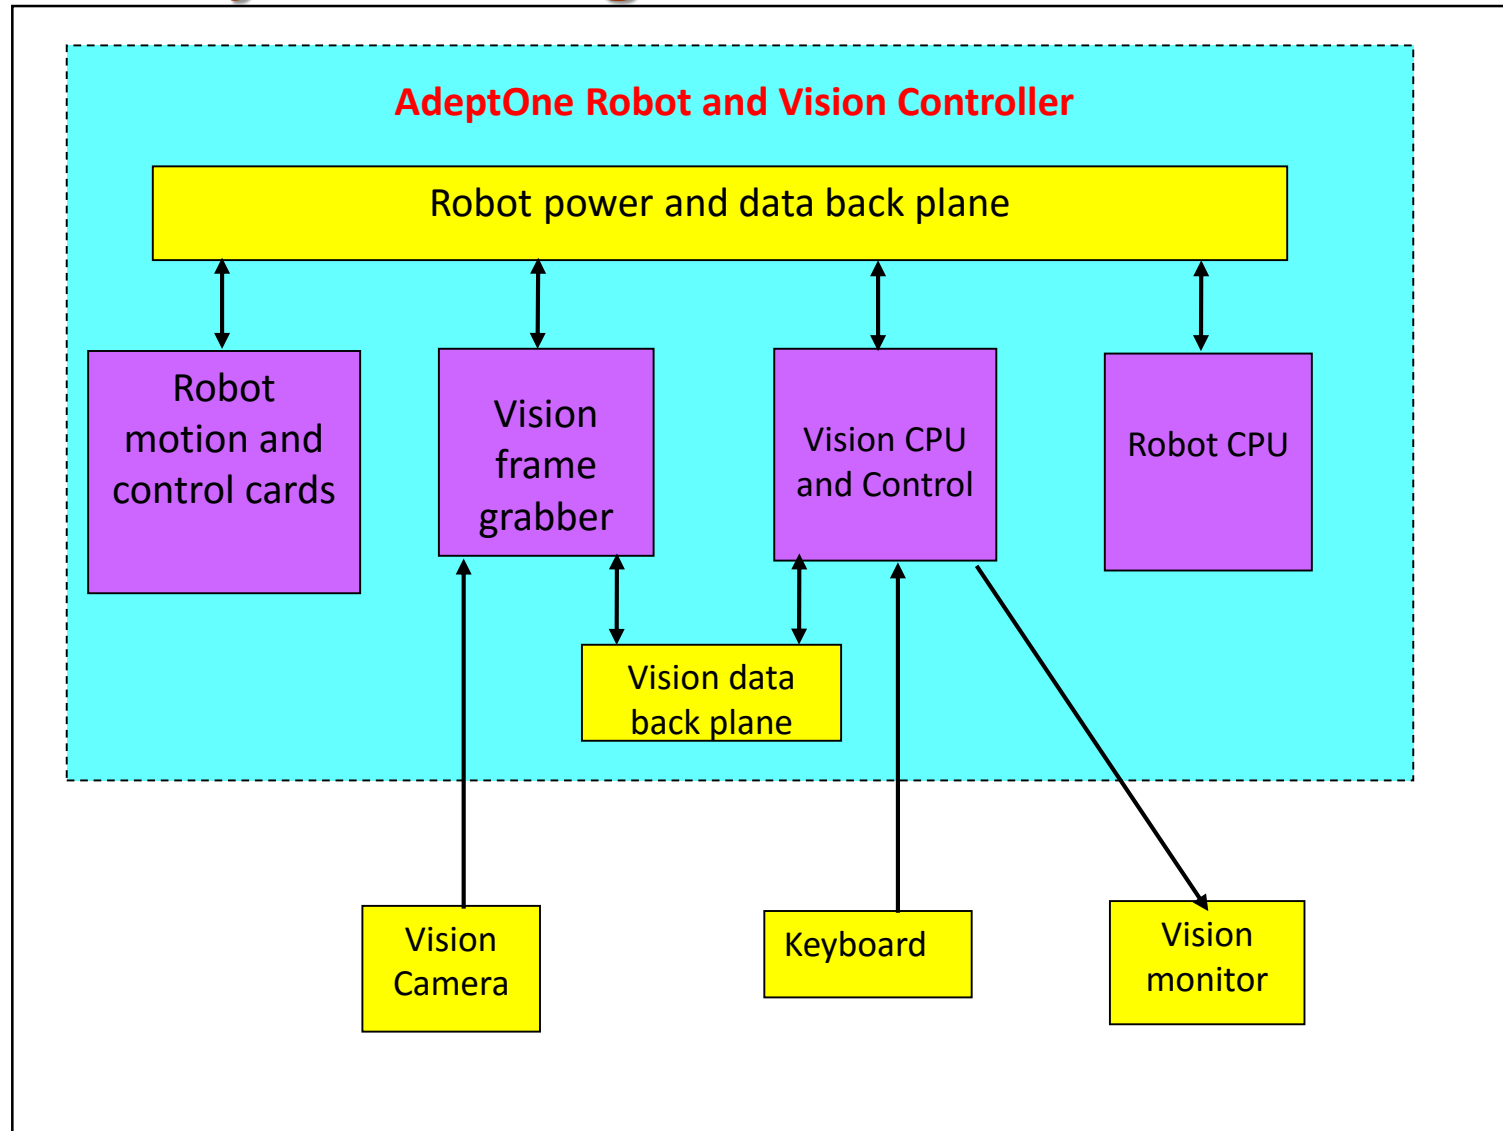 AdeptOne Robot and Vision Controller
Robot power and data back plane
Robot
motion and
control cards
Vision
frame
grabber
Vision CPU
and Control
Robot CPU
Vision data
back plane
Vision
Camera
Keyboard
Vision
monitor